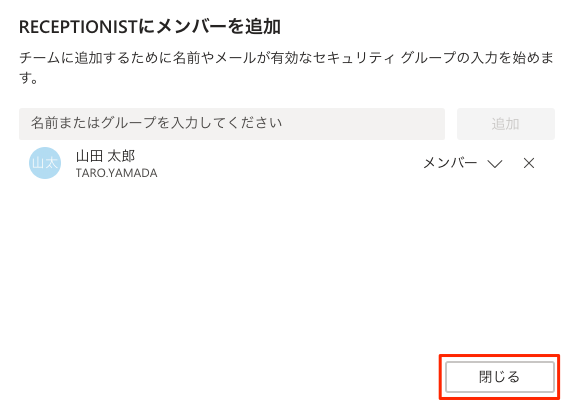 RECEPTIONISTにメンバーを追加
チームに追加するために名前やメールが有効なセキュリティ グループの入力を始めま
す。
名前またはグループを入力してください
追加
山太
山田 太郎
メンバー
TARO.YAMADA
閉じる